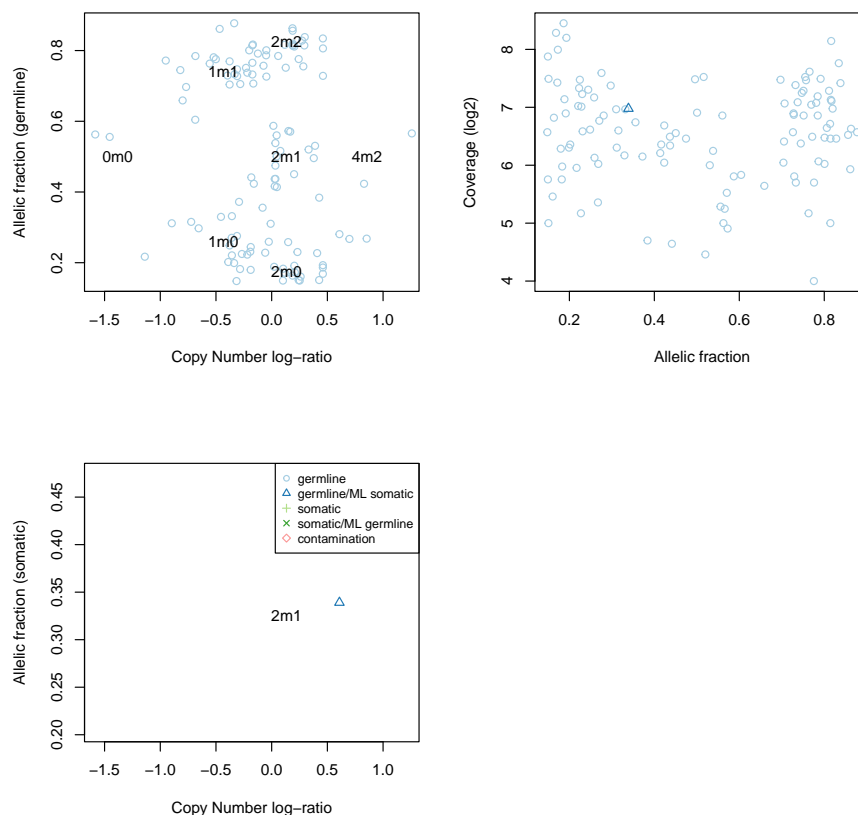 2m2
1m1
0m0
2m1
4m2
1m0
2m0
0.8
0.6
0.4
0.2
Allelic fraction (germline)
−1.5 −1.0 −0.5 0.0 0.5 1.0
Copy Number log−ratio
8
7
6
5
4
Coverage (log2)
0.2 0.4 0.6 0.8
Allelic fraction
germline
germline/ML somatic
somatic
somatic/ML germline
contamination
2m1
0.45
0.40
0.35
0.30
0.25
0.20
Allelic fraction (somatic)
−1.5 −1.0 −0.5 0.0 0.5 1.0
Copy Number log−ratio